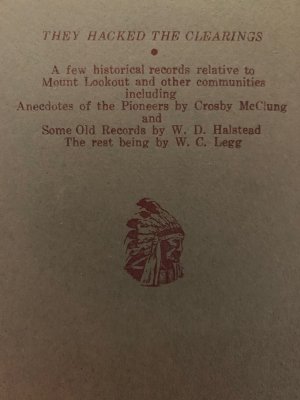 THEY HACKED THE CLEARINGS
A few historical records relative to
Mount Lookout and other communities
including
Anecdotes of the Pioneers by Crosby McClung
and
Some Old Records by W. D. Halstead
The rest being by W. C. Legg